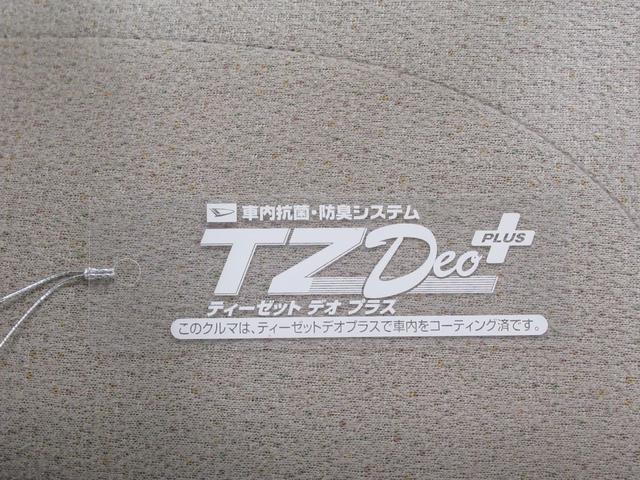 車内抗菌・防臭システム
TZ Deo PLUS
ティーゼット デオ プラス
このクルマは、ティーゼットデオプラスで車内をコーティング済です。